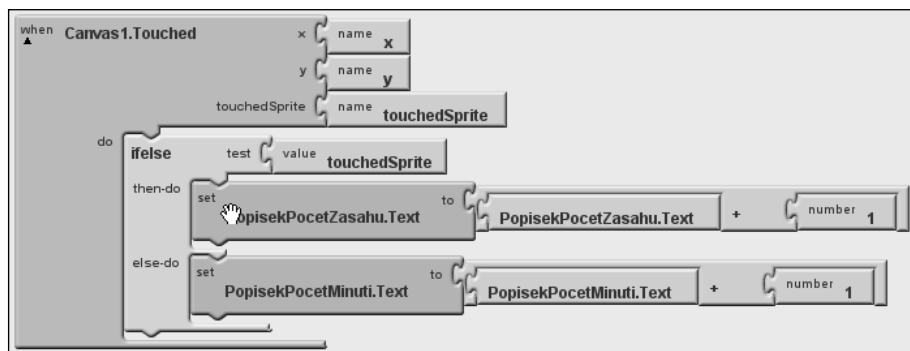 when Canvas1.Touched x name x
y name y
touchedSprite name touchedSprite
do ifelse test value touchedSprite
then-do set PopisekPocetZasahu.Text to PopisekPocetZasahu.Text + number 1
else-do set PopisekPocetMinuti.Text to PopisekPocetMinuti.Text + number 1